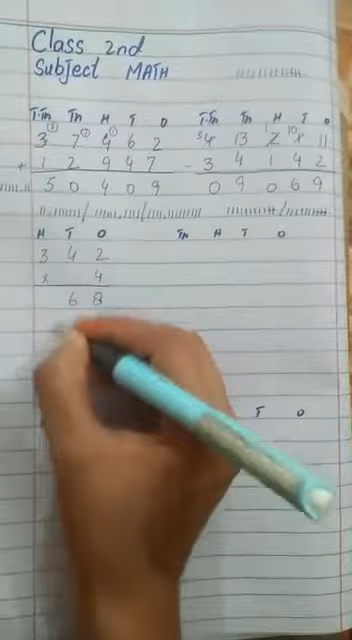 Class 2nd
Subject MATH
T.Th Th H T O T.Th Th H T O
3 7 4 6 2 4 13 2 11
+ 1 2 9 4 7 - 3 4 1 4 2
5 0 4 0 9 0 9 0 6 9
H T O Th H T O
3 4 2
x 4
6 8
T O